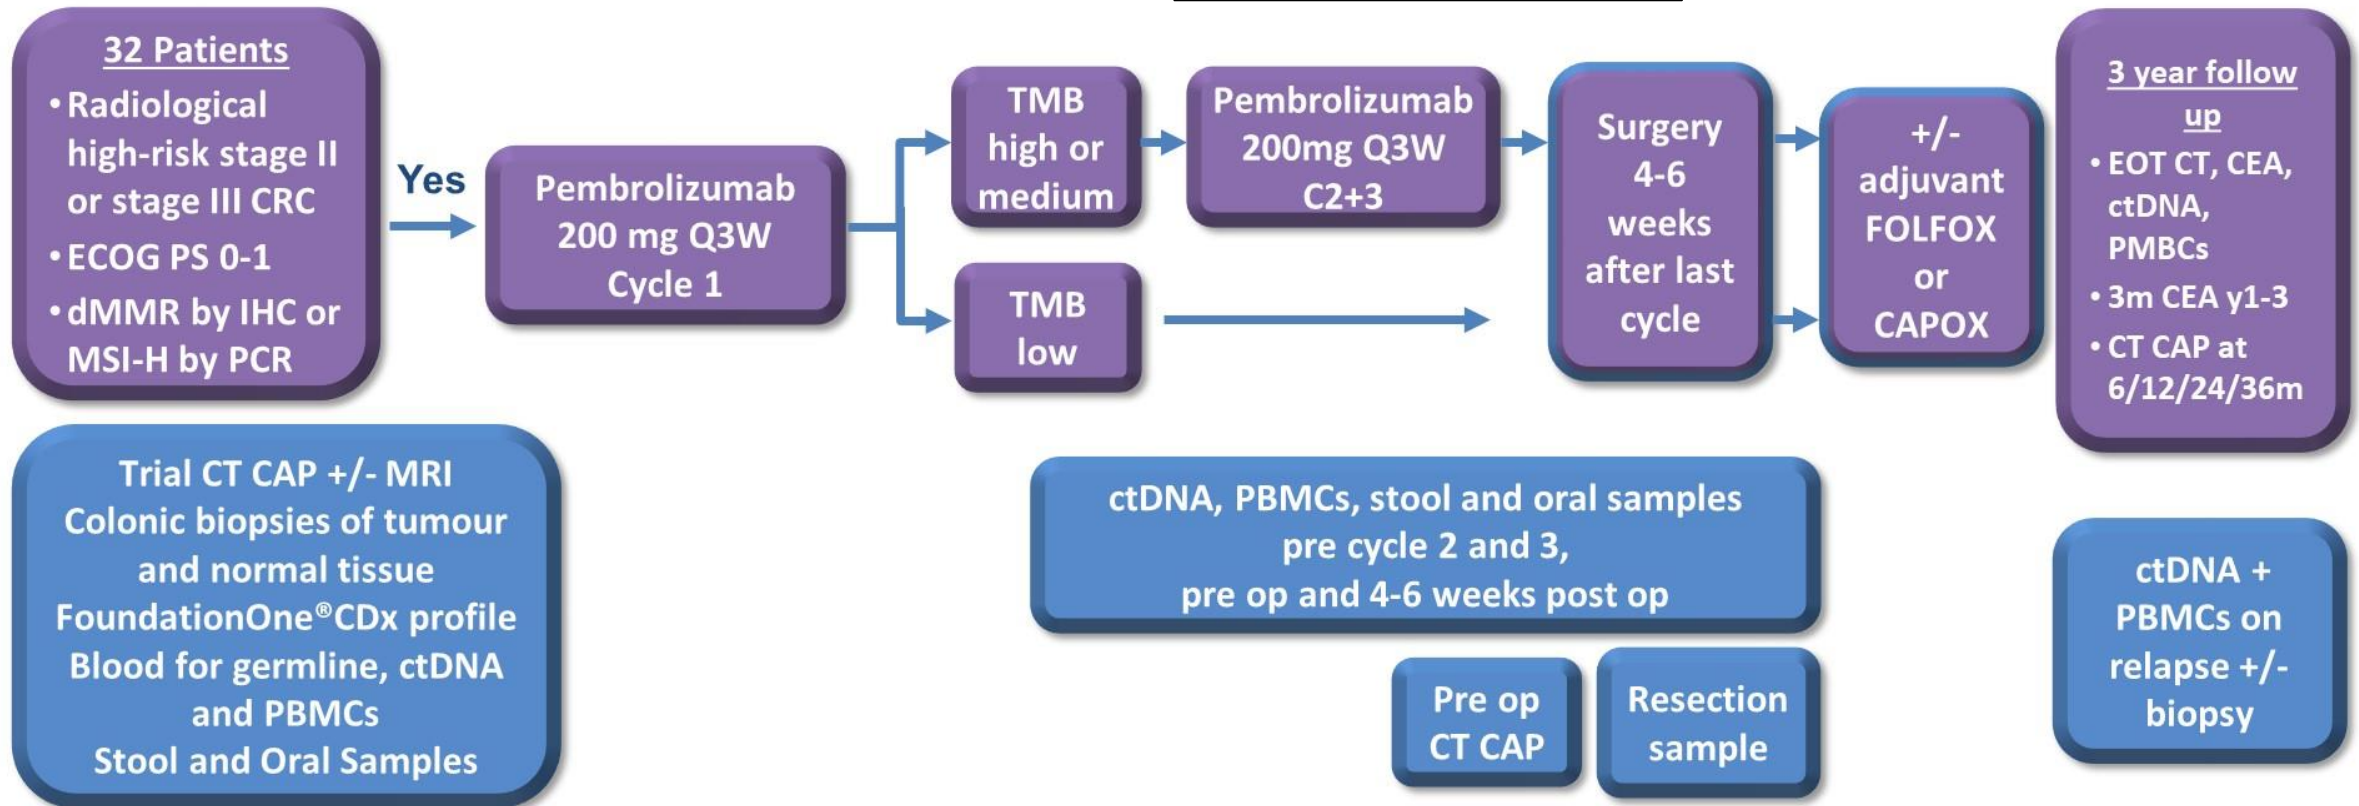 32 Patients
• Radiological
high-risk stage II
or stage III CRC
• ECOG PS 0-1
• dMMR by IHC or
MSI-H by PCR
Yes
Pembrolizumab
200 mg Q3W
Cycle 1
TMB
high or
medium
Pembrolizumab
200mg Q3W
C2+3
TMB
low
Surgery
4-6
weeks
after last
cycle
+/-
adjuvant
FOLFOX
or
CAPOX
3 year follow
up
• EOT CT, CEA,
ctDNA,
PMBCs
• 3m CEA y1-3
• CT CAP at
6/12/24/36m
Trial CT CAP +/- MRI
Colonic biopsies of tumour
and normal tissue
FoundationOne®CDx profile
Blood for germline, ctDNA
and PBMCs
Stool and Oral Samples
ctDNA, PBMCs, stool and oral samples
pre cycle 2 and 3,
pre op and 4-6 weeks post op
Pre op
CT CAP
Resection
sample
ctDNA +
PBMCs on
relapse +/-
biopsy